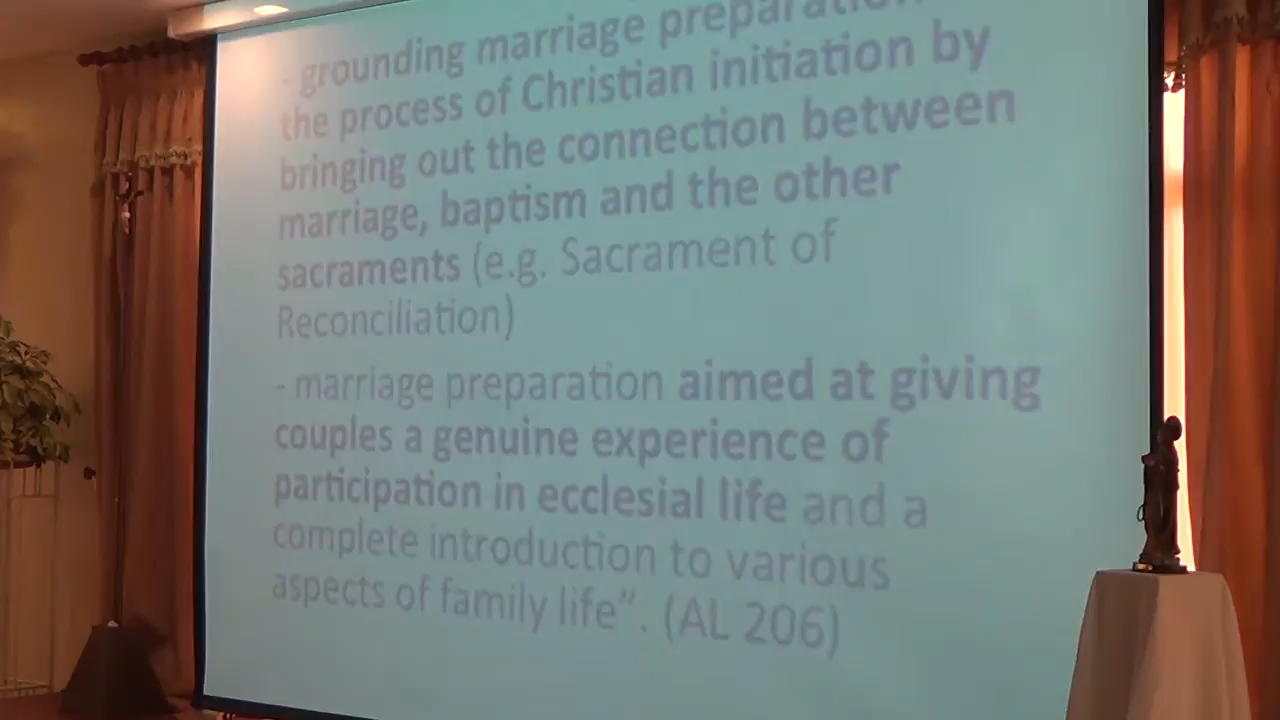 - grounding marriage preparation
the process of Christian initiation by
bringing out the connection between
marriage, baptism and the other
sacraments (e.g. Sacrament of
Reconciliation)
- marriage preparation aimed at giving
couples a genuine experience of
participation in ecclesial life and a
complete introduction to various
aspects of family life”. (AL 206)